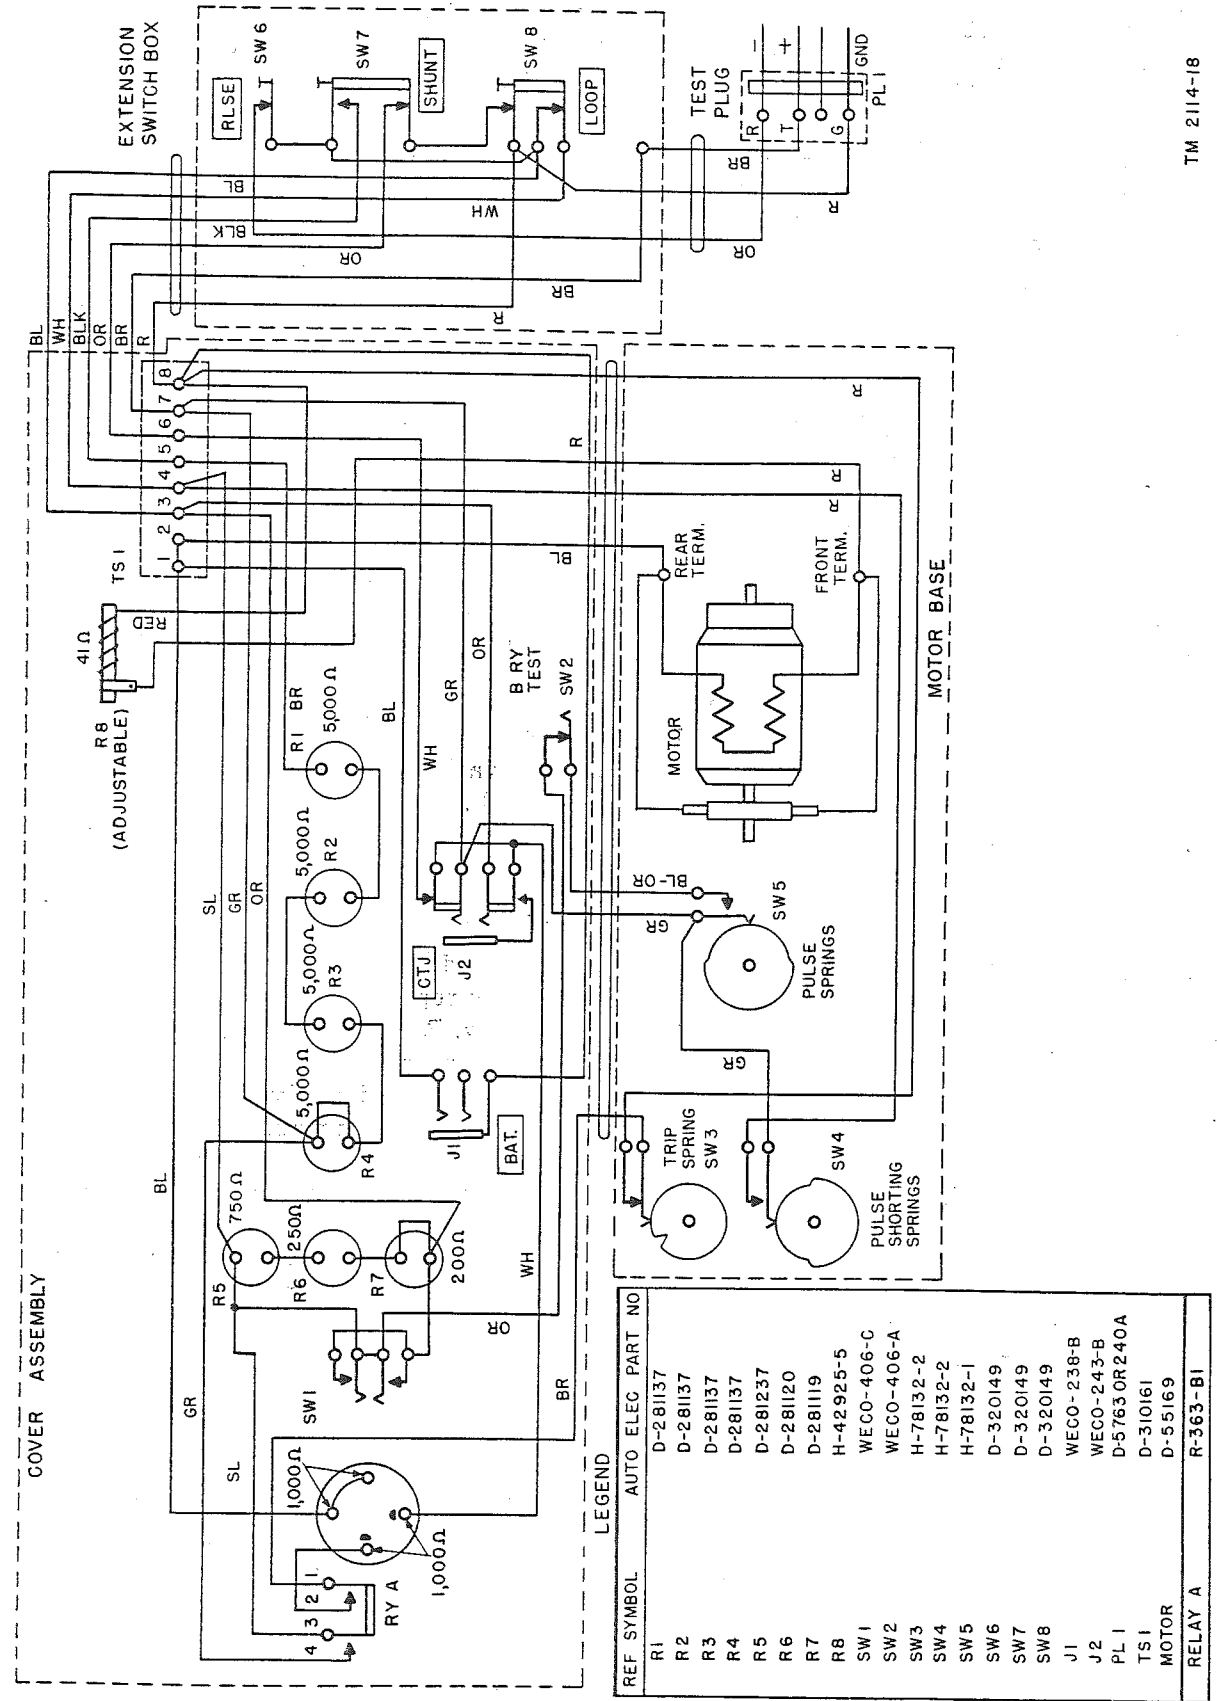 COVER ASSEMBLY
R8
(ADJUSTABLE)
41Ω
RED
TS 1
1 2 3 4 5 6 7 8
BL
WH
BLK
OR
BR
R
EXTENSION
SWITCH BOX
RLSE
SW 6
SW7
SHUNT
SW 8
LOOP
BL
WH
BLK
OR
BR
R
TEST
PLUG
R
T
G
-
+
GND
PL 1
BR
R
OR
BL
GR
SL
SL
GR
OR
R5
750Ω
R6
250Ω
R7
200Ω
R4
5,000Ω
R3
5,000Ω
R2
5,000Ω
R1
5,000Ω
BR
BL
WH
GR
OR
SW1
OR
WH
BR
1,000Ω
1,000Ω
RY A
1
2
3
4
J1
BAT.
CTJ
J2
B RY
TEST
SW2
BL
R
R
R
R
REAR
TERM.
FRONT
TERM.
MOTOR
MOTOR BASE
BL-OR
GR
SW5
PULSE
SPRINGS
GR
TRIP
SPRING
SW3
SW4
PULSE
SHORTING
SPRINGS
LEGEND
REF SYMBOL AUTO ELEC PART NO
R1 D-281137
R2 D-281137
R3 D-281137
R4 D-281137
R5 D-281237
R6 D-281120
R7 D-281119
R8 H-42925-5
SW1 WECO-406-C
SW2 WECO-406-A
SW3 H-78132-2
SW4 H-78132-2
SW5 H-78132-1
SW6 D-320149
SW7 D-320149
SW8 D-320149
J1 WECO-238-B
J2 WECO-243-B
PL 1 D-57630R240A
TS1 D-310161
MOTOR D-55169
RELAY A R-363-B1
TM 2114-18